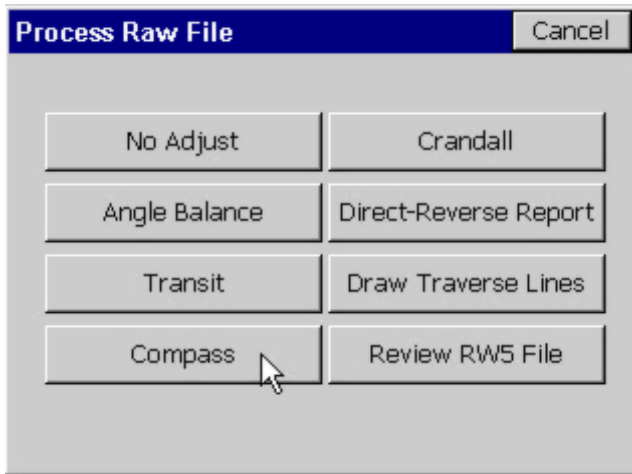 Process Raw File Cancel
No Adjust Crandall
Angle Balance Direct-Reverse Report
Transit Draw Traverse Lines
Compass Review RW5 File